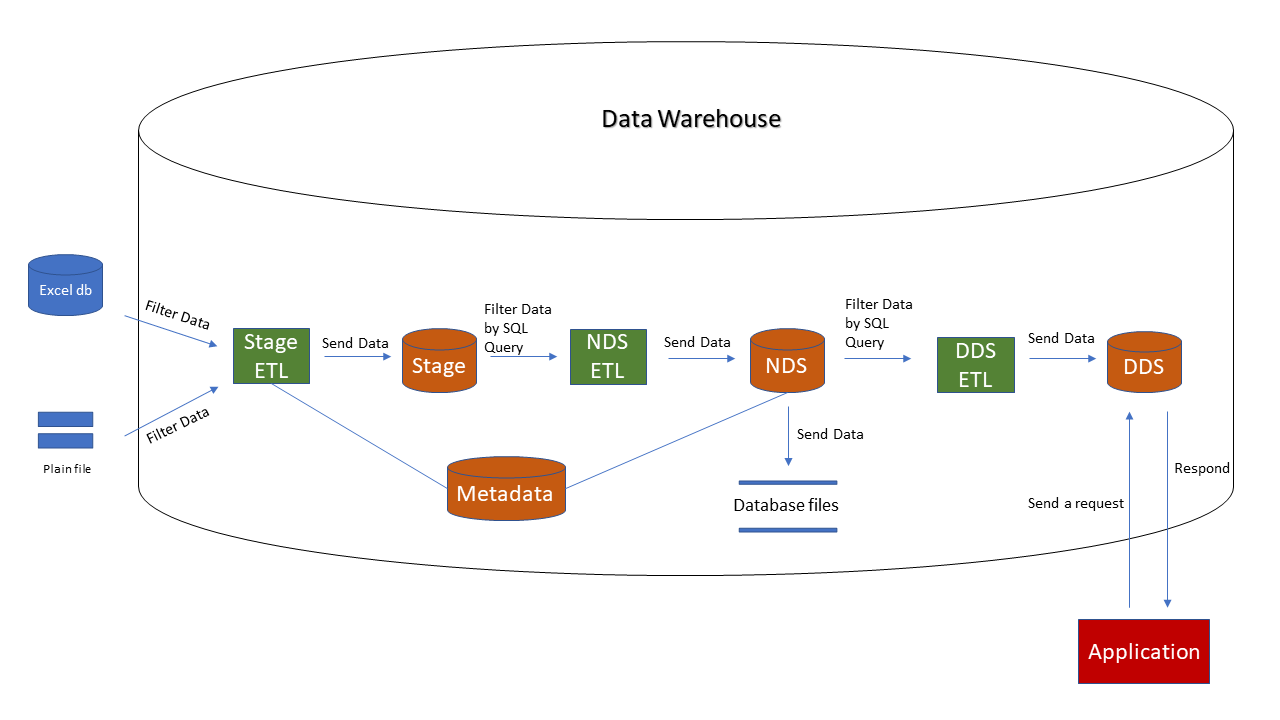 Data Warehouse
Excel db
Filter Data
Filter Data
Plain file
Stage
ETL
Send Data
Stage
Filter Data
by SQL
Query
NDS
ETL
Send Data
NDS
Filter Data
by SQL
Query
DDS
ETL
Send Data
DDS
Metadata
Send Data
Database files
Send a request
Respond
Application